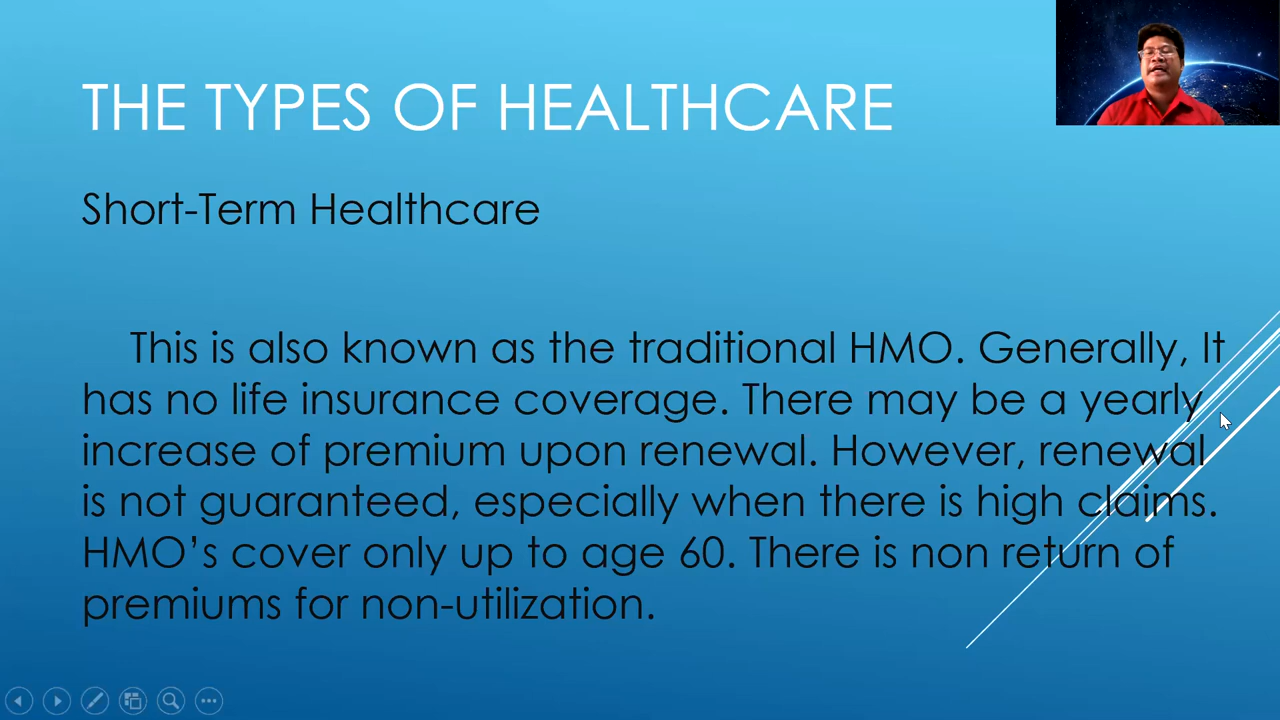 THE TYPES OF HEALTHCARE
Short-Term Healthcare
This is also known as the traditional HMO. Generally, It
has no life insurance coverage. There may be a yearly
increase of premium upon renewal. However, renewal
is not guaranteed, especially when there is high claims.
HMO’s cover only up to age 60. There is non return of
premiums for non-utilization.